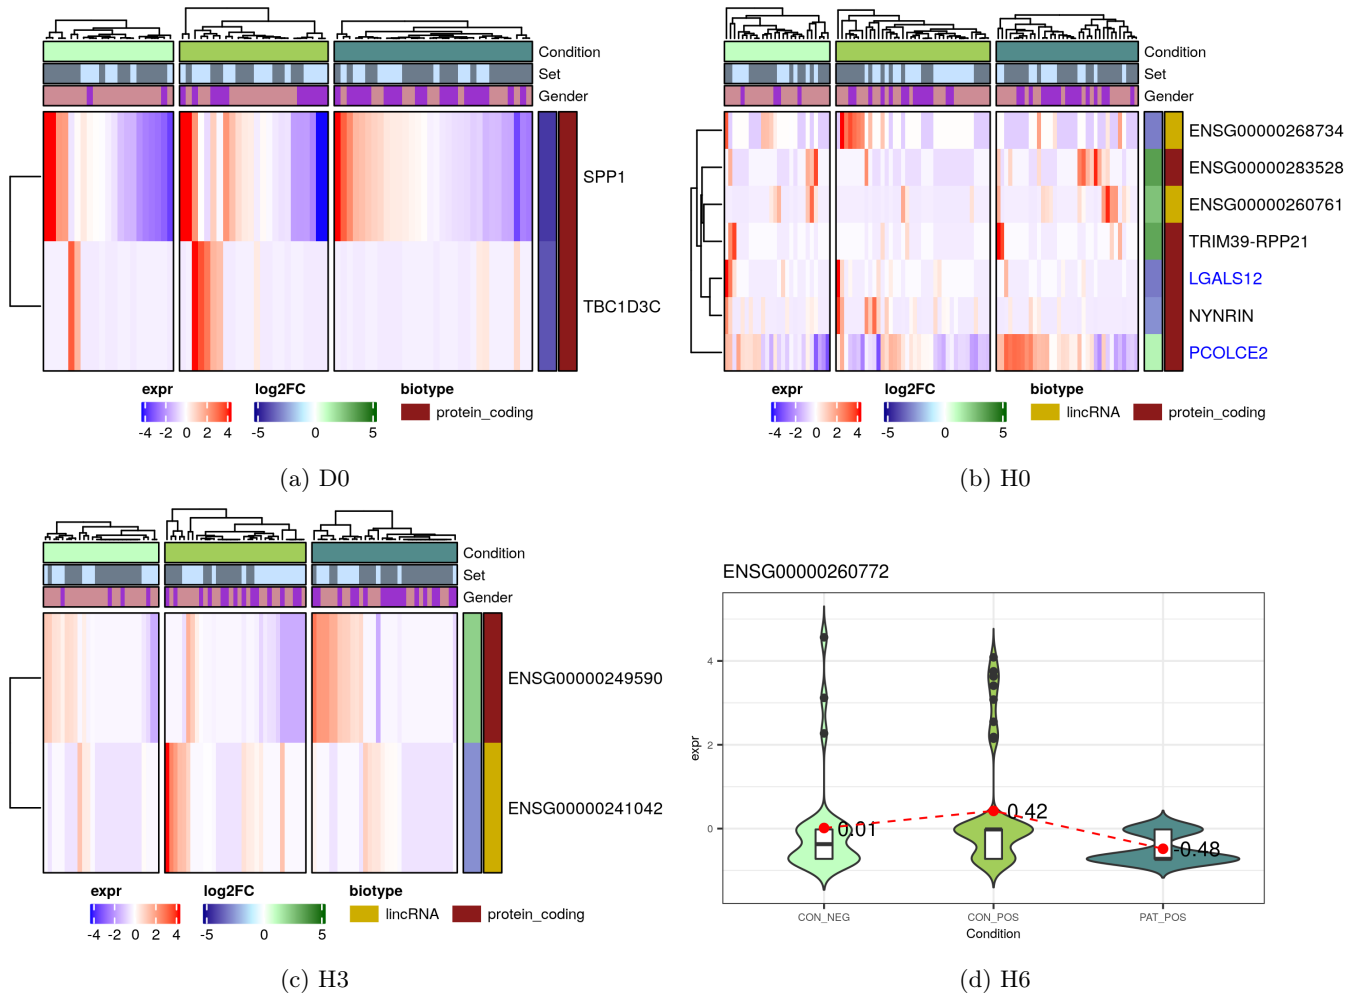 Condition
Set
Gender
SPP1
TBC1D3C
expr
log2FC
biotype
-4 -2 0 2 4
-5 0 5
protein_coding
(a) D0
Condition
Set
Gender
ENSG00000268734
ENSG00000283528
ENSG00000260761
TRIM39-RPP21
LGALS12
NYNRIN
PCOLCE2
expr
log2FC
biotype
-4 -2 0 2 4
-5 0 5
lincRNA
protein_coding
(b) H0
Condition
Set
Gender
ENSG00000249590
ENSG00000241042
expr
log2FC
biotype
-4 -2 0 2 4
-5 0 5
lincRNA
protein_coding
(c) H3
ENSG00000260772
expr
4
2
0
0.01
0.42
-0.48
CON_NEG
CON_POS
PAT_POS
Condition
(d) H6